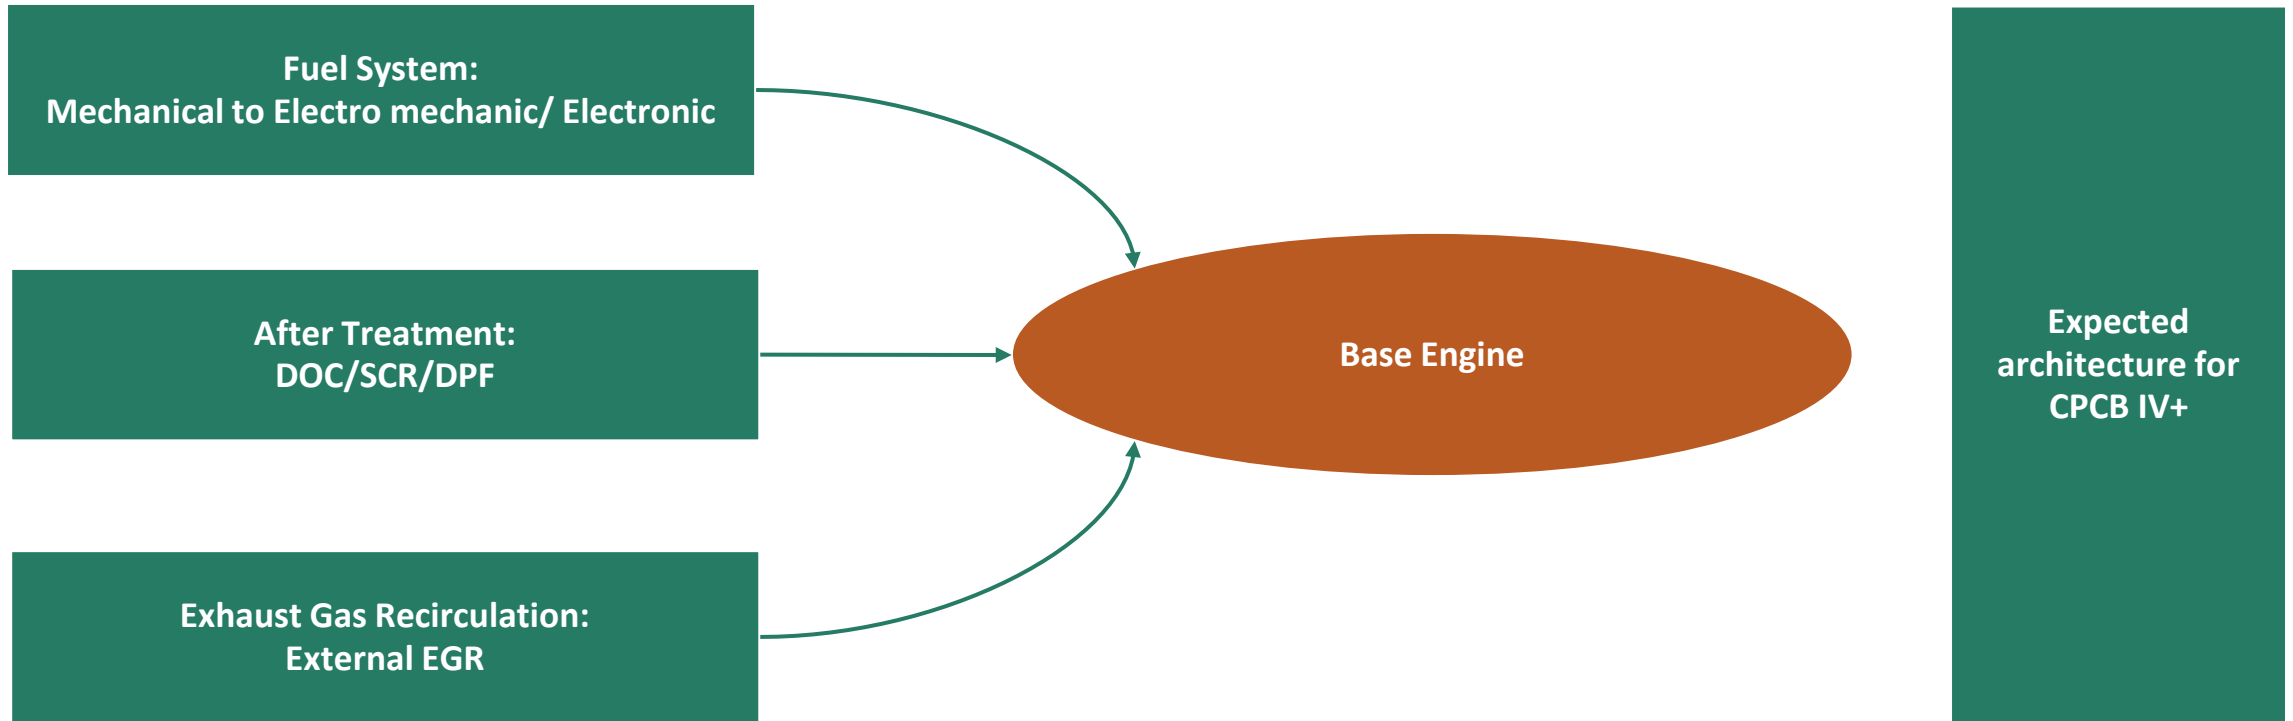 Fuel System:
Mechanical to Electro mechanic/ Electronic
After Treatment:
DOC/SCR/DPF
Exhaust Gas Recirculation:
External EGR
Base Engine
Expected
architecture for
CPCB IV+